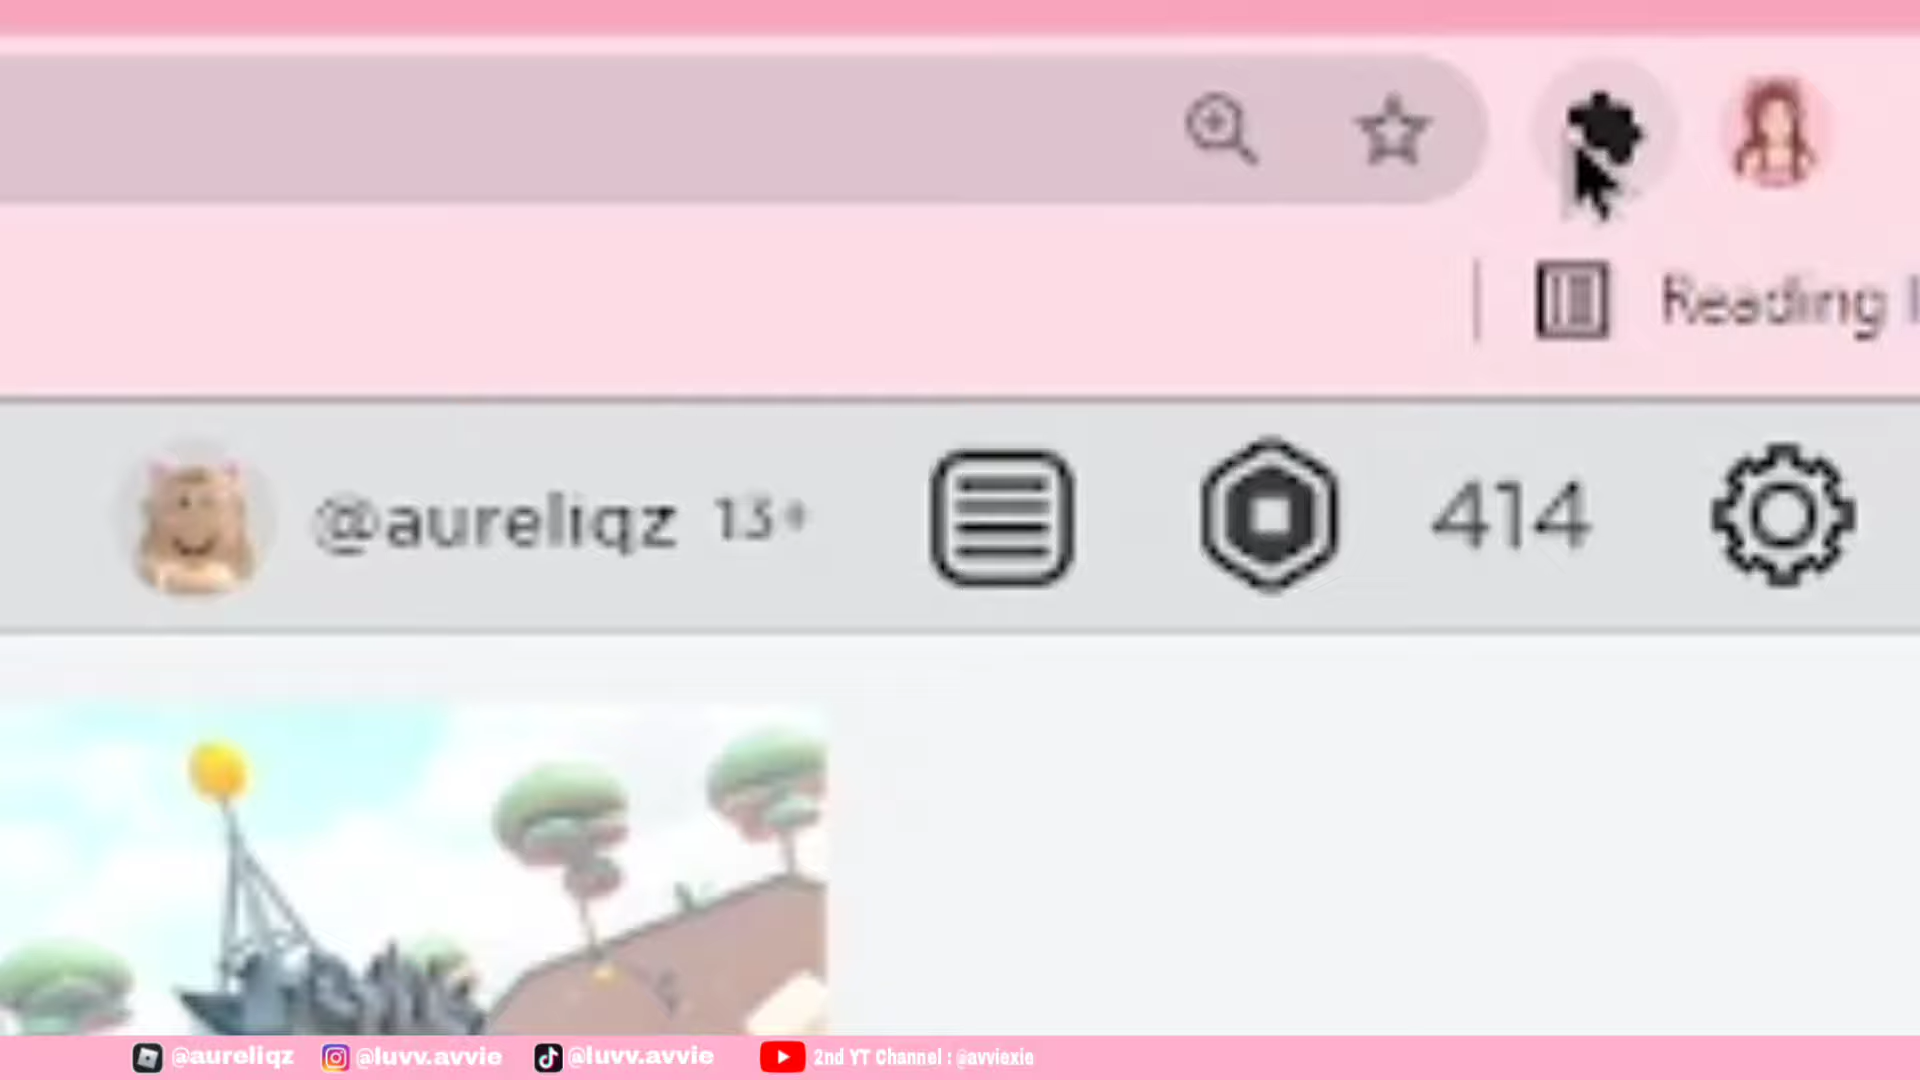 Reading
@aureliqz 13+ 414
@aureliqz @luvv.avvie @luvv.avvie 2nd YT Channel : @avviexie